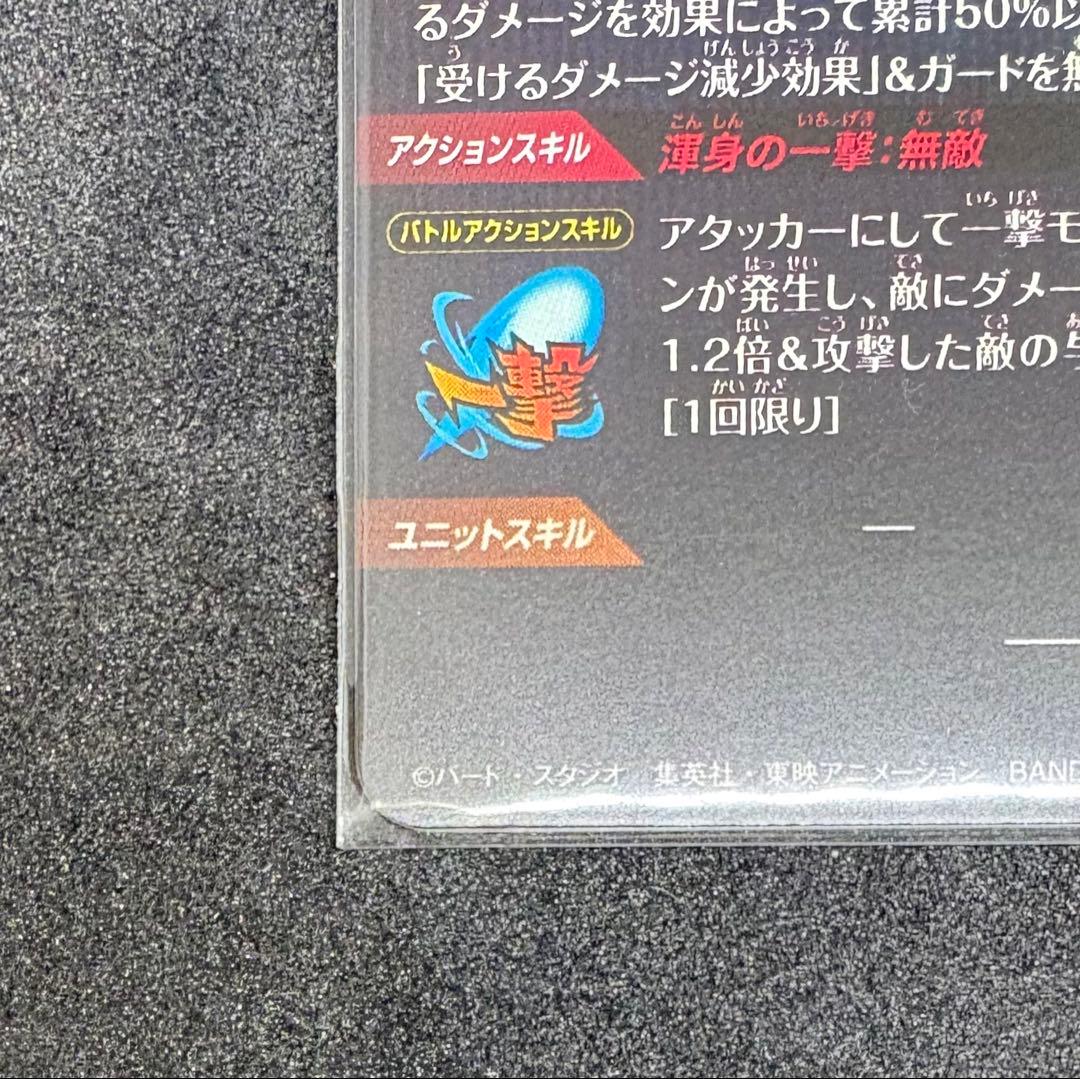 るダメージを効果によって累計50%以
「受けるダメージ減少効果」&ガードを無
アクションスキル
渾身の一撃:無敵
バトルアクションスキル
一撃
アタッカーにして一撃モ
ンが発生し、敵にダメー
1.2倍&攻撃した敵の
[1回限り]
ユニットスキル
ー
©バード・スタジオ 集英社・東映アニメーション BAND